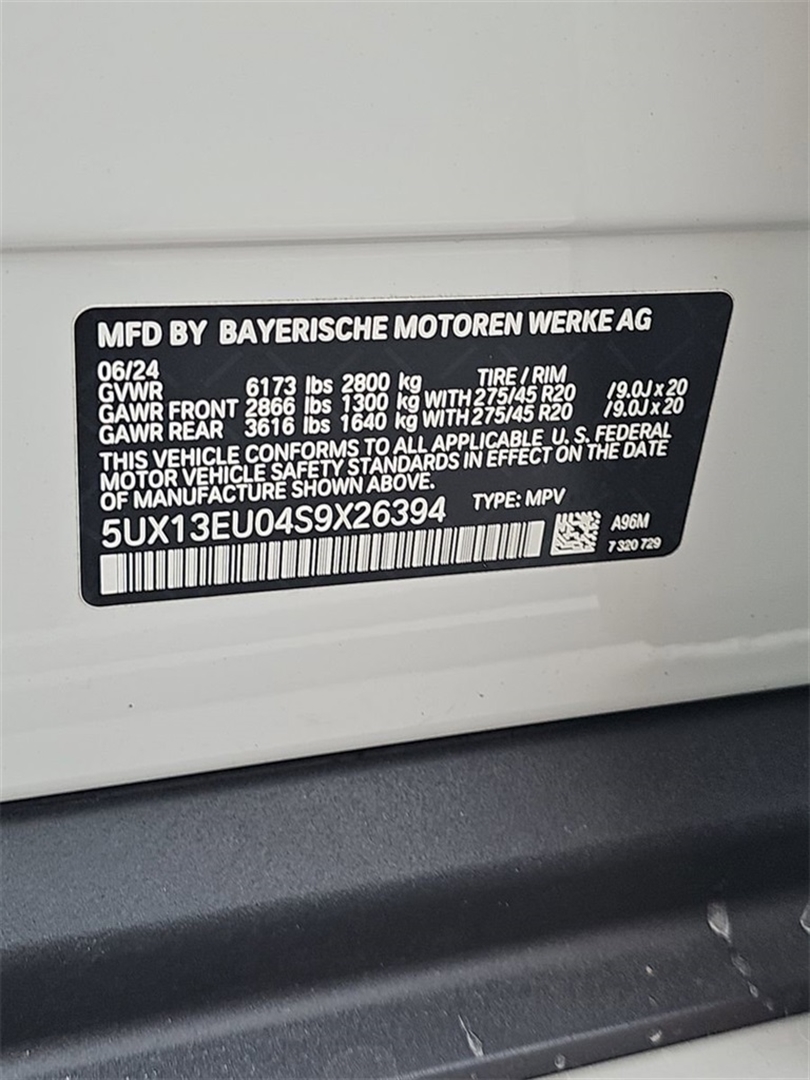 MFD BY BAYERISCHE MOTOREN WERKE AG
06/24 TIRE / RIM
GVWR 6173 lbs 2800 kg
GAWR FRONT 2866 lbs 1300 kg WITH 275/45 R20 /9.0J x 20
GAWR REAR 3616 lbs 1640 kg WITH 275/45 R20 /9.0J x 20
THIS VEHICLE CONFORMS TO ALL APPLICABLE U.S. FEDERAL
MOTOR VEHICLE SAFETY STANDARDS IN EFFECT ON THE DATE
OF MANUFACTURE SHOWN ABOVE.
5UX13EU04S9X26394 TYPE: MPV
A96M
7 320 729